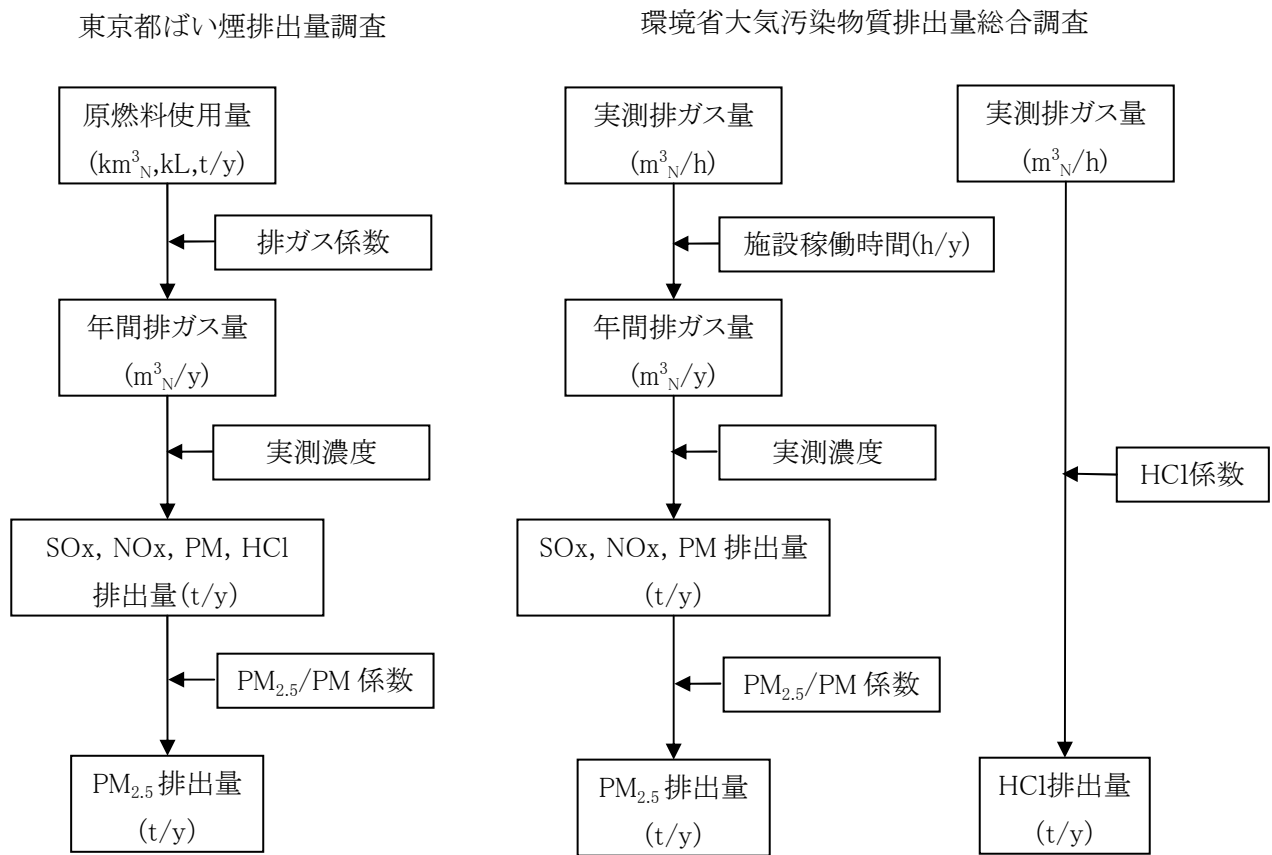 東京都ばい煙排出量調査
原燃料使用量
(km³N,kL,t/y)
排ガス係数
年間排ガス量
(m³N/y)
実測濃度
SOx, NOx, PM, HCl
排出量(t/y)
PM₂.₅/PM 係数
PM₂.₅ 排出量
(t/y)
環境省大気汚染物質排出量総合調査
実測排ガス量
(m³N/h)
施設稼働時間(h/y)
年間排ガス量
(m³N/y)
実測濃度
SOx, NOx, PM 排出量
(t/y)
PM₂.₅/PM 係数
PM₂.₅ 排出量
(t/y)
実測排ガス量
(m³N/h)
HCl係数
HCl排出量
(t/y)